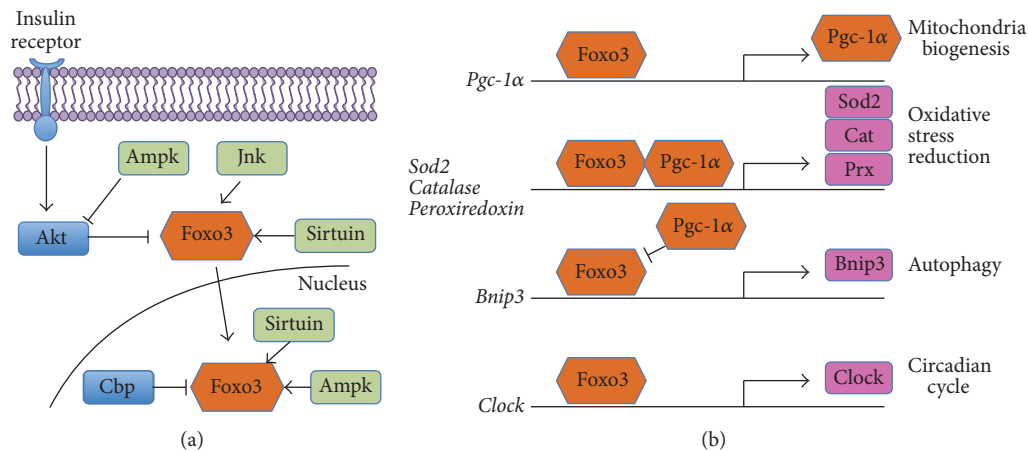 Insulin
receptor
Ampk
Jnk
Akt
Foxo3
Sirtuin
Nucleus
Sirtuin
Cbp
Foxo3
Ampk
(a)
Foxo3
Pgc-1α
Mitochondria
biogenesis
Pgc-1α
Sod2
Cat
Prx
Oxidative
stress
reduction
Foxo3
Pgc-1α
Sod2
Catalase
Peroxiredoxin
Pgc-1α
Foxo3
Bnip3
Autophagy
Bnip3
Foxo3
Clock
Circadian
cycle
Clock
(b)